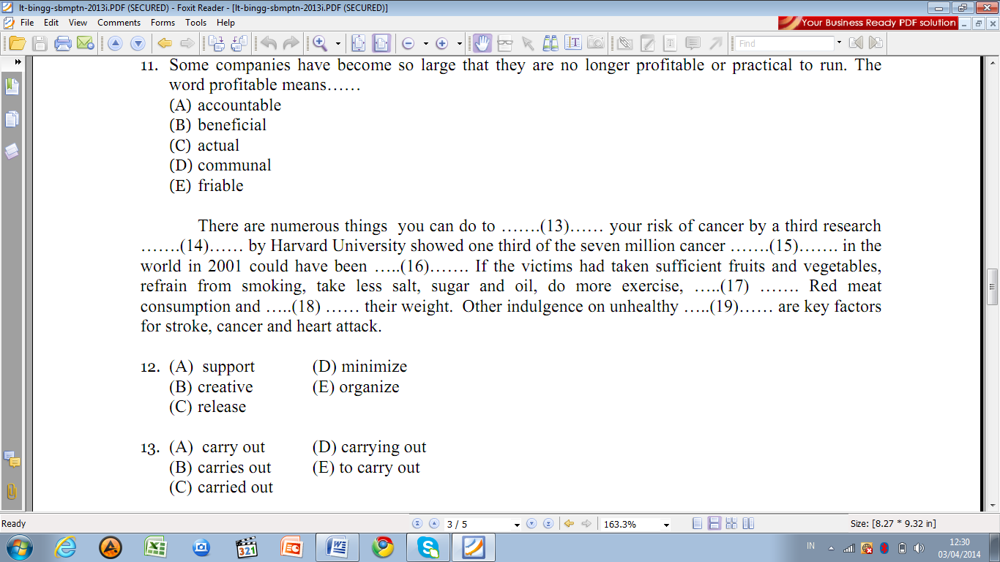 lt-bingg-sbmptn-2013i.PDF (SECURED) - Foxit Reader - [lt-bingg-sbmptn-2013i.PDF (SECURED)]
File Edit View Comments Forms Tools Help
Your Business Ready PDF solution
Find
11. Some companies have become so large that they are no longer profitable or practical to run. The
word profitable means……
(A) accountable
(B) beneficial
(C) actual
(D) communal
(E) friable
There are numerous things you can do to …….(13)…… your risk of cancer by a third research
…….(14)…… by Harvard University showed one third of the seven million cancer …….(15)……. in the
world in 2001 could have been …..(16)……. If the victims had taken sufficient fruits and vegetables,
refrain from smoking, take less salt, sugar and oil, do more exercise, …..(17) ……. Red meat
consumption and …..(18) …… their weight. Other indulgence on unhealthy …..(19)…… are key factors
for stroke, cancer and heart attack.
12. (A) support (D) minimize
(B) creative (E) organize
(C) release
13. (A) carry out (D) carrying out
(B) carries out (E) to carry out
(C) carried out
Ready 3 / 5 163.3% Size: [8.27 * 9.32 in]
321 IN 12:30
03/04/2014